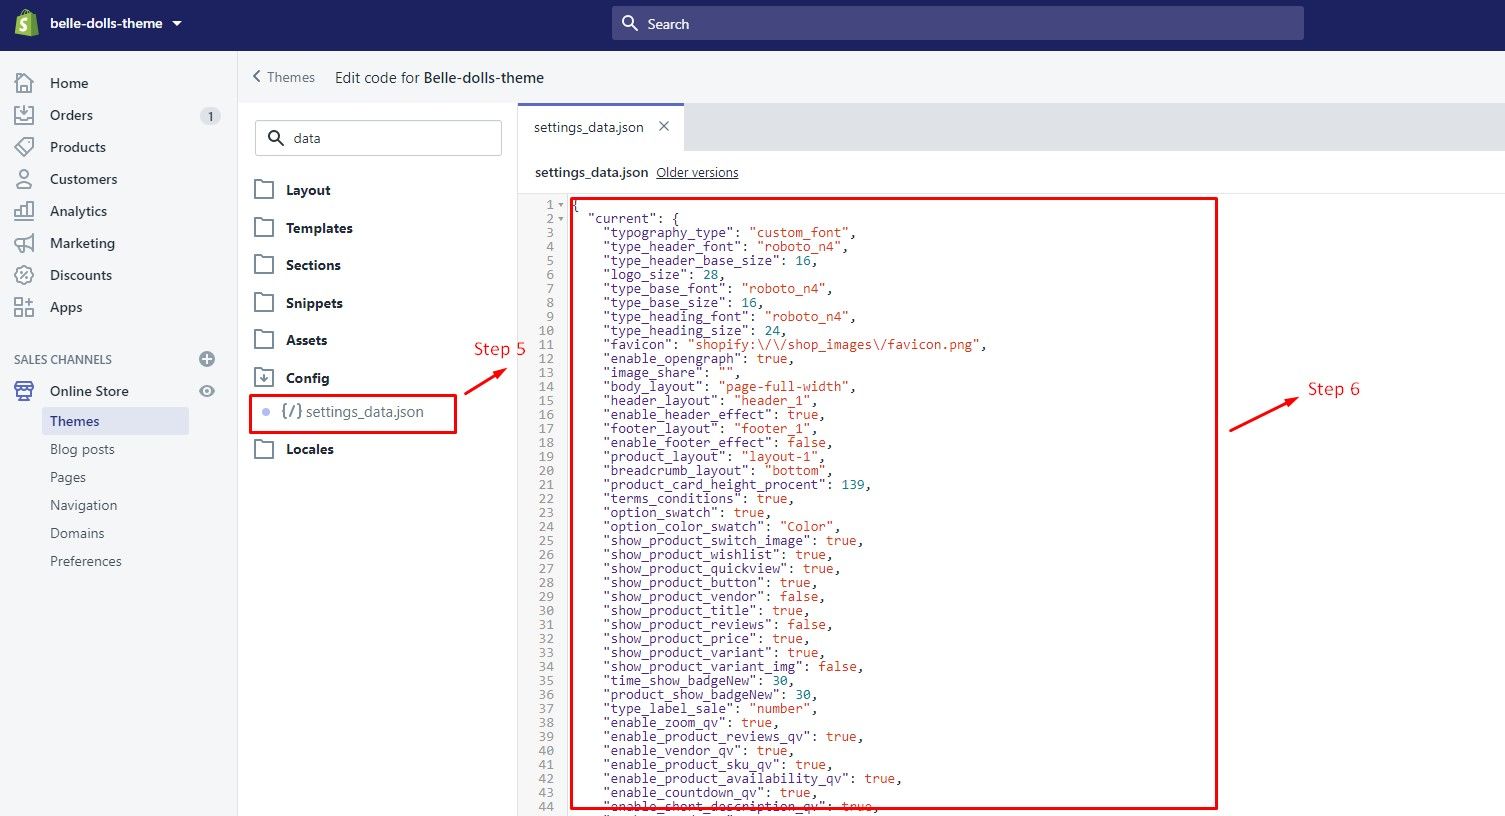 belle-dolls-theme
Search
Home
Orders 1
Products
Customers
Analytics
Marketing
Discounts
Apps
SALES CHANNELS
Online Store
Themes
Blog posts
Pages
Navigation
Domains
Preferences
Themes Edit code for Belle-dolls-theme
data
Layout
Templates
Sections
Snippets
Assets
Config
{/} settings_data.json
Locales
Step 5
settings_data.json ×
settings_data.json Older versions
1 {
2 "current": {
3 "typography_type": "custom_font",
4 "type_header_font": "roboto_n4",
5 "type_header_base_size": 16,
6 "logo_size": 28,
7 "type_base_font": "roboto_n4",
8 "type_base_size": 16,
9 "type_heading_font": "roboto_n4",
10 "type_heading_size": 24,
11 "favicon": "shopify:\/\/shop_images\/favicon.png",
12 "enable_opengraph": true,
13 "image_share": "",
14 "body_layout": "page-full-width",
15 "header_layout": "header_1",
16 "enable_header_effect": true,
17 "footer_layout": "footer_1",
18 "enable_footer_effect": false,
19 "product_layout": "layout-1",
20 "breadcrumb_layout": "bottom",
21 "product_card_height_procent": 139,
22 "terms_conditions": true,
23 "option_swatch": true,
24 "option_color_swatch": "Color",
25 "show_product_switch_image": true,
26 "show_product_wishlist": true,
27 "show_product_quickview": true,
28 "show_product_button": true,
29 "show_product_vendor": false,
30 "show_product_title": true,
31 "show_product_reviews": false,
32 "show_product_price": true,
33 "show_product_variant": true,
34 "show_product_variant_img": false,
35 "time_show_badgeNew": 30,
36 "product_show_badgeNew": 30,
37 "type_label_sale": "number",
38 "enable_zoom_qv": true,
39 "enable_product_reviews_qv": true,
40 "enable_vendor_qv": true,
41 "enable_product_sku_qv": true,
42 "enable_product_availability_qv": true,
43 "enable_countdown_qv": true,
44 "enable_short_description_qv": true,
Step 6